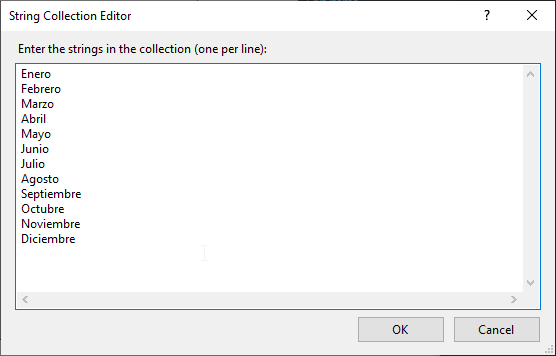 String Collection Editor
?
Enter the strings in the collection (one per line):
Enero
Febrero
Marzo
Abril
Mayo
Junio
Julio
Agosto
Septiembre
Octubre
Noviembre
Diciembre
OK
Cancel